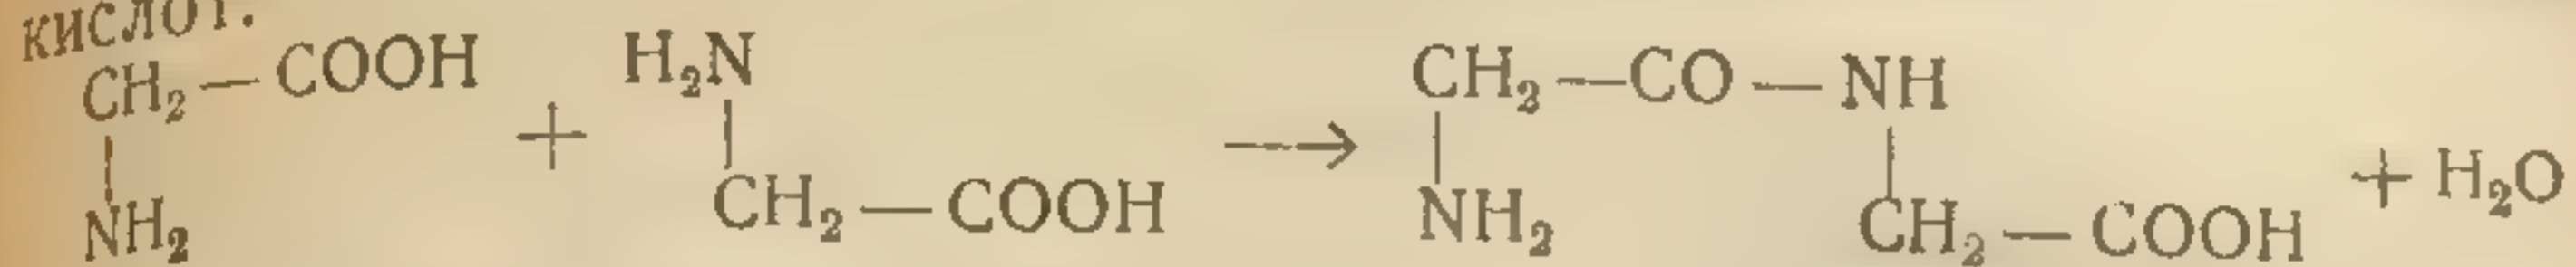 кислот.
CH₂—COOH + H₂N → CH₂—CO—NH + H₂O
NH₂ CH₂—COOH NH₂ CH₂—COOH